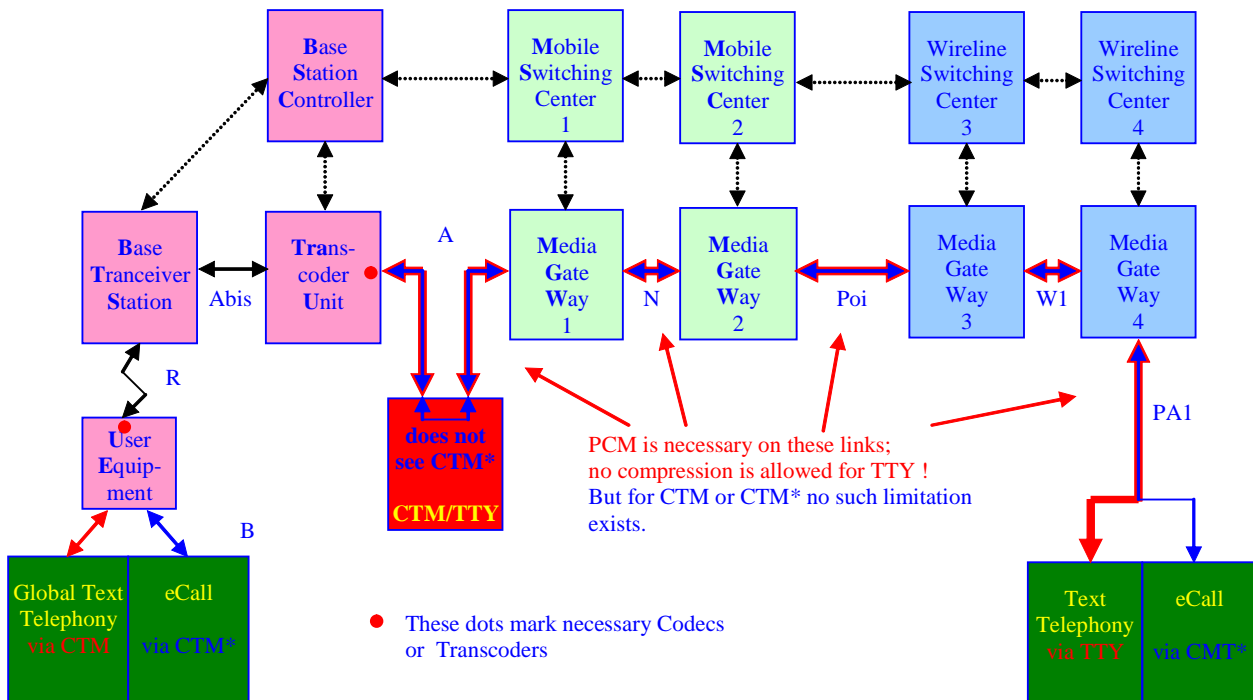 Base
Station
Controller
Mobile
Switching
Center
1
Mobile
Switching
Center
2
Wireline
Switching
Center
3
Wireline
Switching
Center
4
Base
Tranceiver
Station
Abis
Trans-
coder
Unit
A
Media
Gate
Way
1
N
Media
Gate
Way
2
Poi
Media
Gate
Way
3
W1
Media
Gate
Way
4
R
User
Equip-
ment
B
does not
see CTM*
CTM/TTY
PCM is necessary on these links;
no compression is allowed for TTY !
But for CTM or CTM* no such limitation
exists.
PA1
Global Text
Telephony
via CTM
eCall
via CTM*
These dots mark necessary Codecs
or Transcoders
Text
Telephony
via TTY
eCall
via CMT*